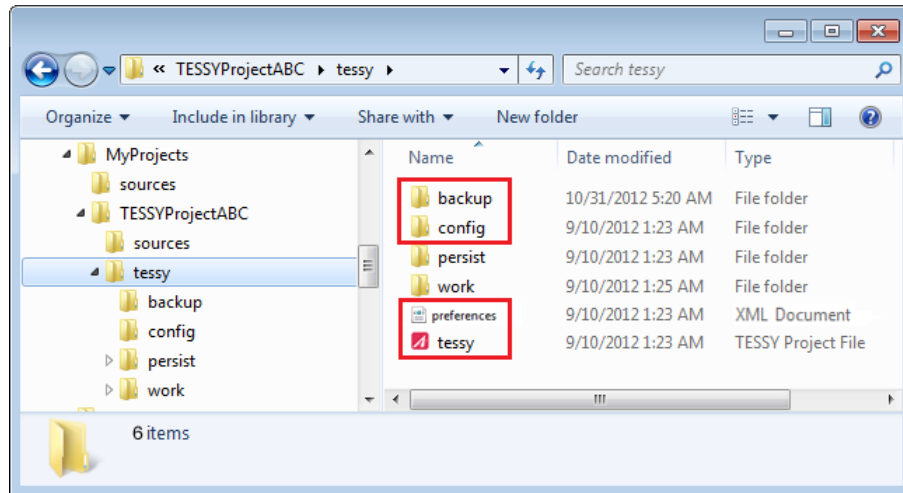 « TESSYProjectABC ▸ tessy ▸ Search tessy
Organize Include in library Share with New folder
MyProjects
sources
TESSYProjectABC
sources
tessy
backup
config
persist
work
Name Date modified Type
backup 10/31/2012 5:20 AM File folder
config 9/10/2012 1:23 AM File folder
persist 9/10/2012 1:23 AM File folder
work 9/10/2012 1:25 AM File folder
preferences 9/10/2012 1:23 AM XML Document
tessy 9/10/2012 1:23 AM TESSY Project File
6 items